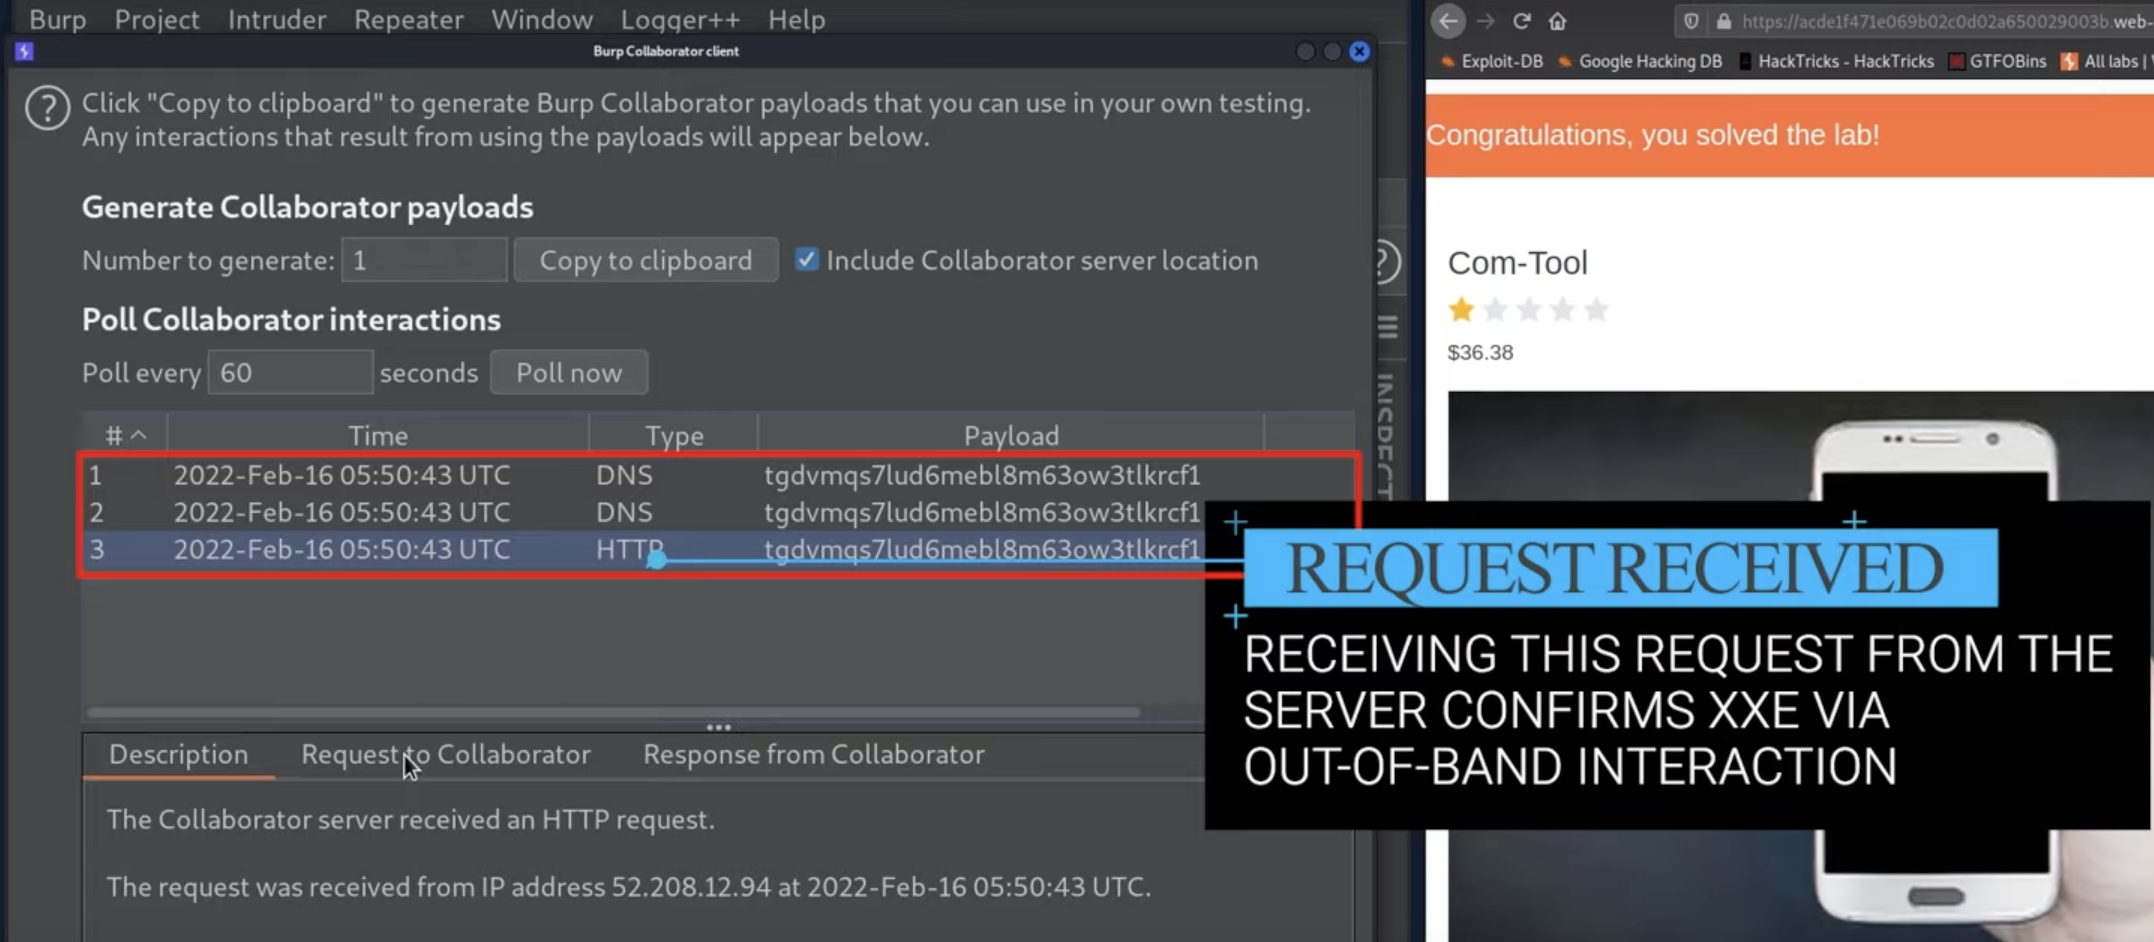 Burp Project Intruder Repeater Window Logger++ Help
Burp Collaborator client
? Click "Copy to clipboard" to generate Burp Collaborator payloads that you can use in your own testing.
Any interactions that result from using the payloads will appear below.
Generate Collaborator payloads
Number to generate: 1 Copy to clipboard Include Collaborator server location
Poll Collaborator interactions
Poll every 60 seconds Poll now
# Time Type Payload
1 2022-Feb-16 05:50:43 UTC DNS tgdvmqs7lud6mebl8m63ow3tlkrcf1
2 2022-Feb-16 05:50:43 UTC DNS tgdvmqs7lud6mebl8m63ow3tlkrcf1
3 2022-Feb-16 05:50:43 UTC HTTP tgdvmqs7lud6mebl8m63ow3tlkrcf1
Description Request to Collaborator Response from Collaborator
The Collaborator server received an HTTP request.
The request was received from IP address 52.208.12.94 at 2022-Feb-16 05:50:43 UTC.
?
INSPECT
https://acde1f471e069b02c0d02a650029003b.web-
Exploit-DB Google Hacking DB HackTricks - HackTricks GTFOBins All labs |
Congratulations, you solved the lab!
Com-Tool
$36.38
REQUEST RECEIVED
RECEIVING THIS REQUEST FROM THE
SERVER CONFIRMS XXE VIA
OUT-OF-BAND INTERACTION